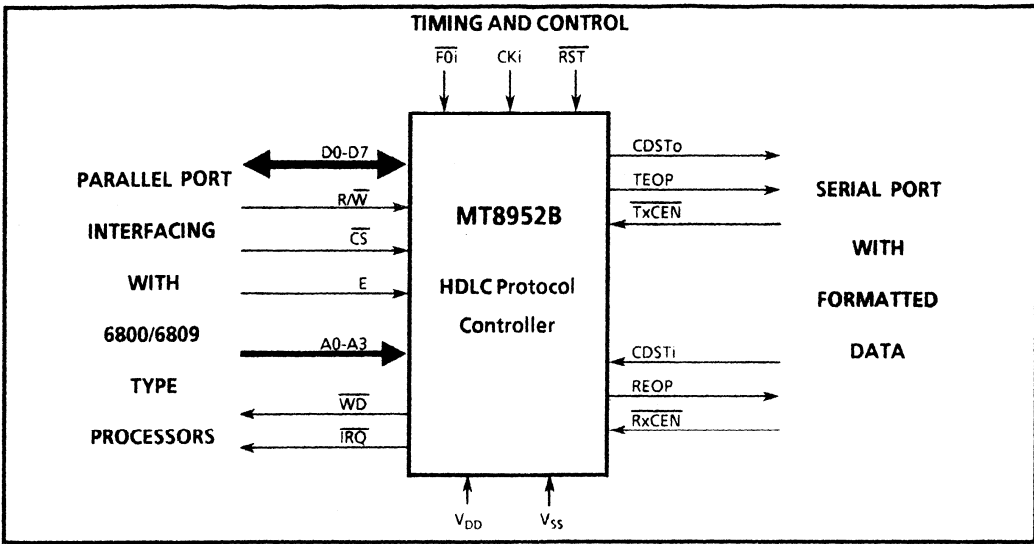 TIMING AND CONTROL
F0i CKi RST
D0-D7
PARALLEL PORT
R/W
INTERFACING
CS
WITH
E
6800/6809
A0-A3
TYPE
WD
PROCESSORS
IRQ
MT8952B
HDLC Protocol
Controller
CDSTo
TEOP
TxCEN
CDSTi
REOP
RxCEN
SERIAL PORT
WITH
FORMATTED
DATA
VDD VSS